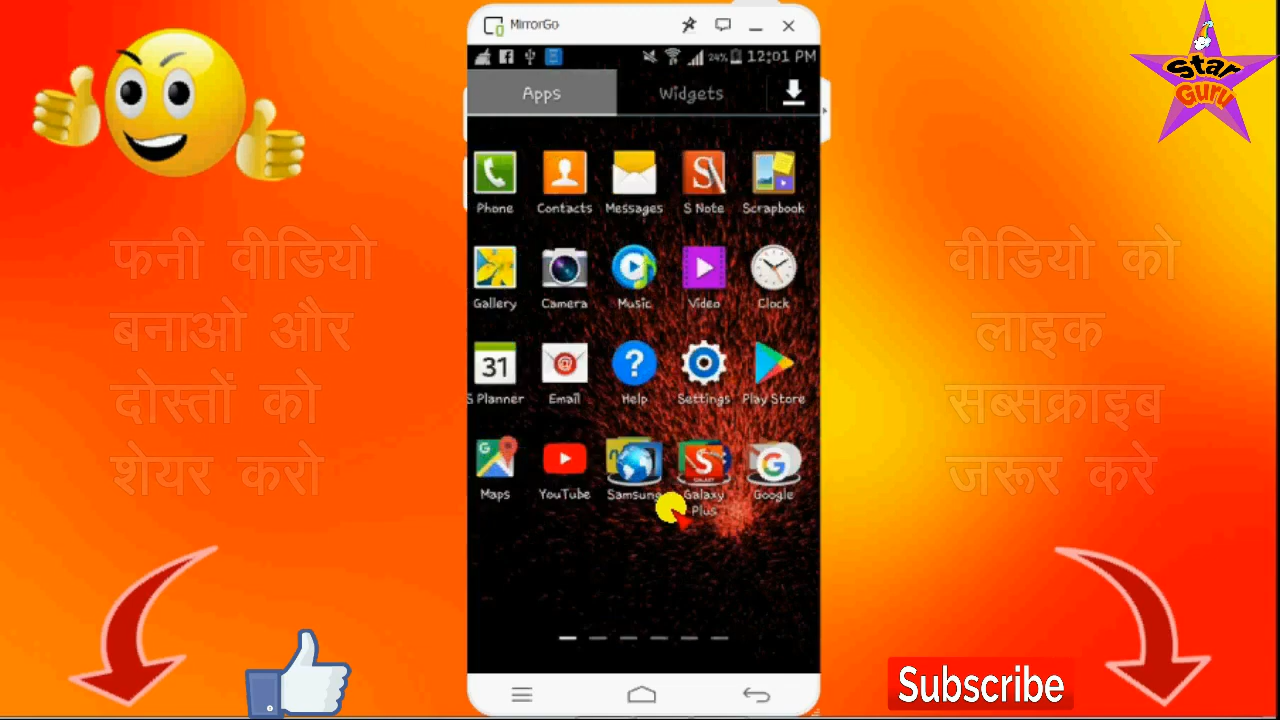 MirrorGo
24% 12:01 PM
Apps Widgets
Star
Guru
Phone Contacts Messages S Note Scrapbook
फनी वीडियो
बनाओ और
दोस्तों को
शेयर करो
वीडियो को
लाइक
सब्सक्राइब
जरूर करे
Gallery Camera Music Video Clock
31
S Planner Email Help Settings Play Store
Maps YouTube Samsung Galaxy Plus Google
Subscribe